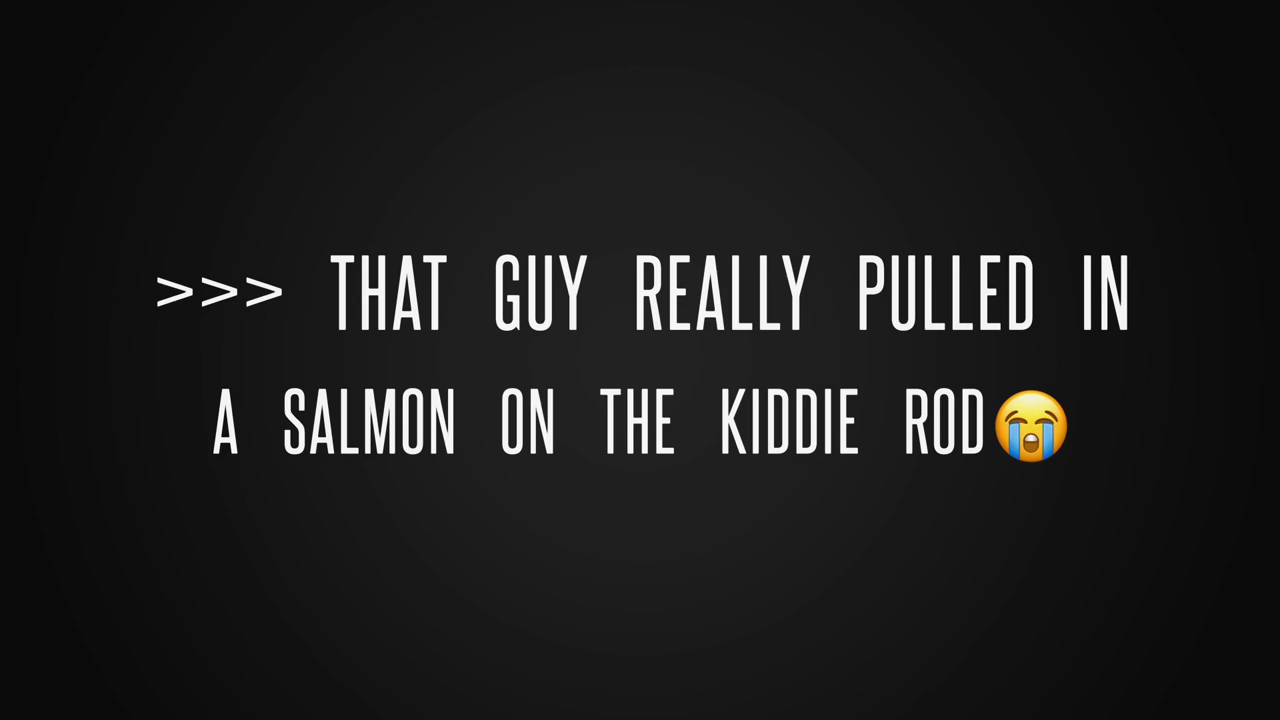 >>> THAT GUY REALLY PULLED IN
A SALMON ON THE KIDDIE ROD😭